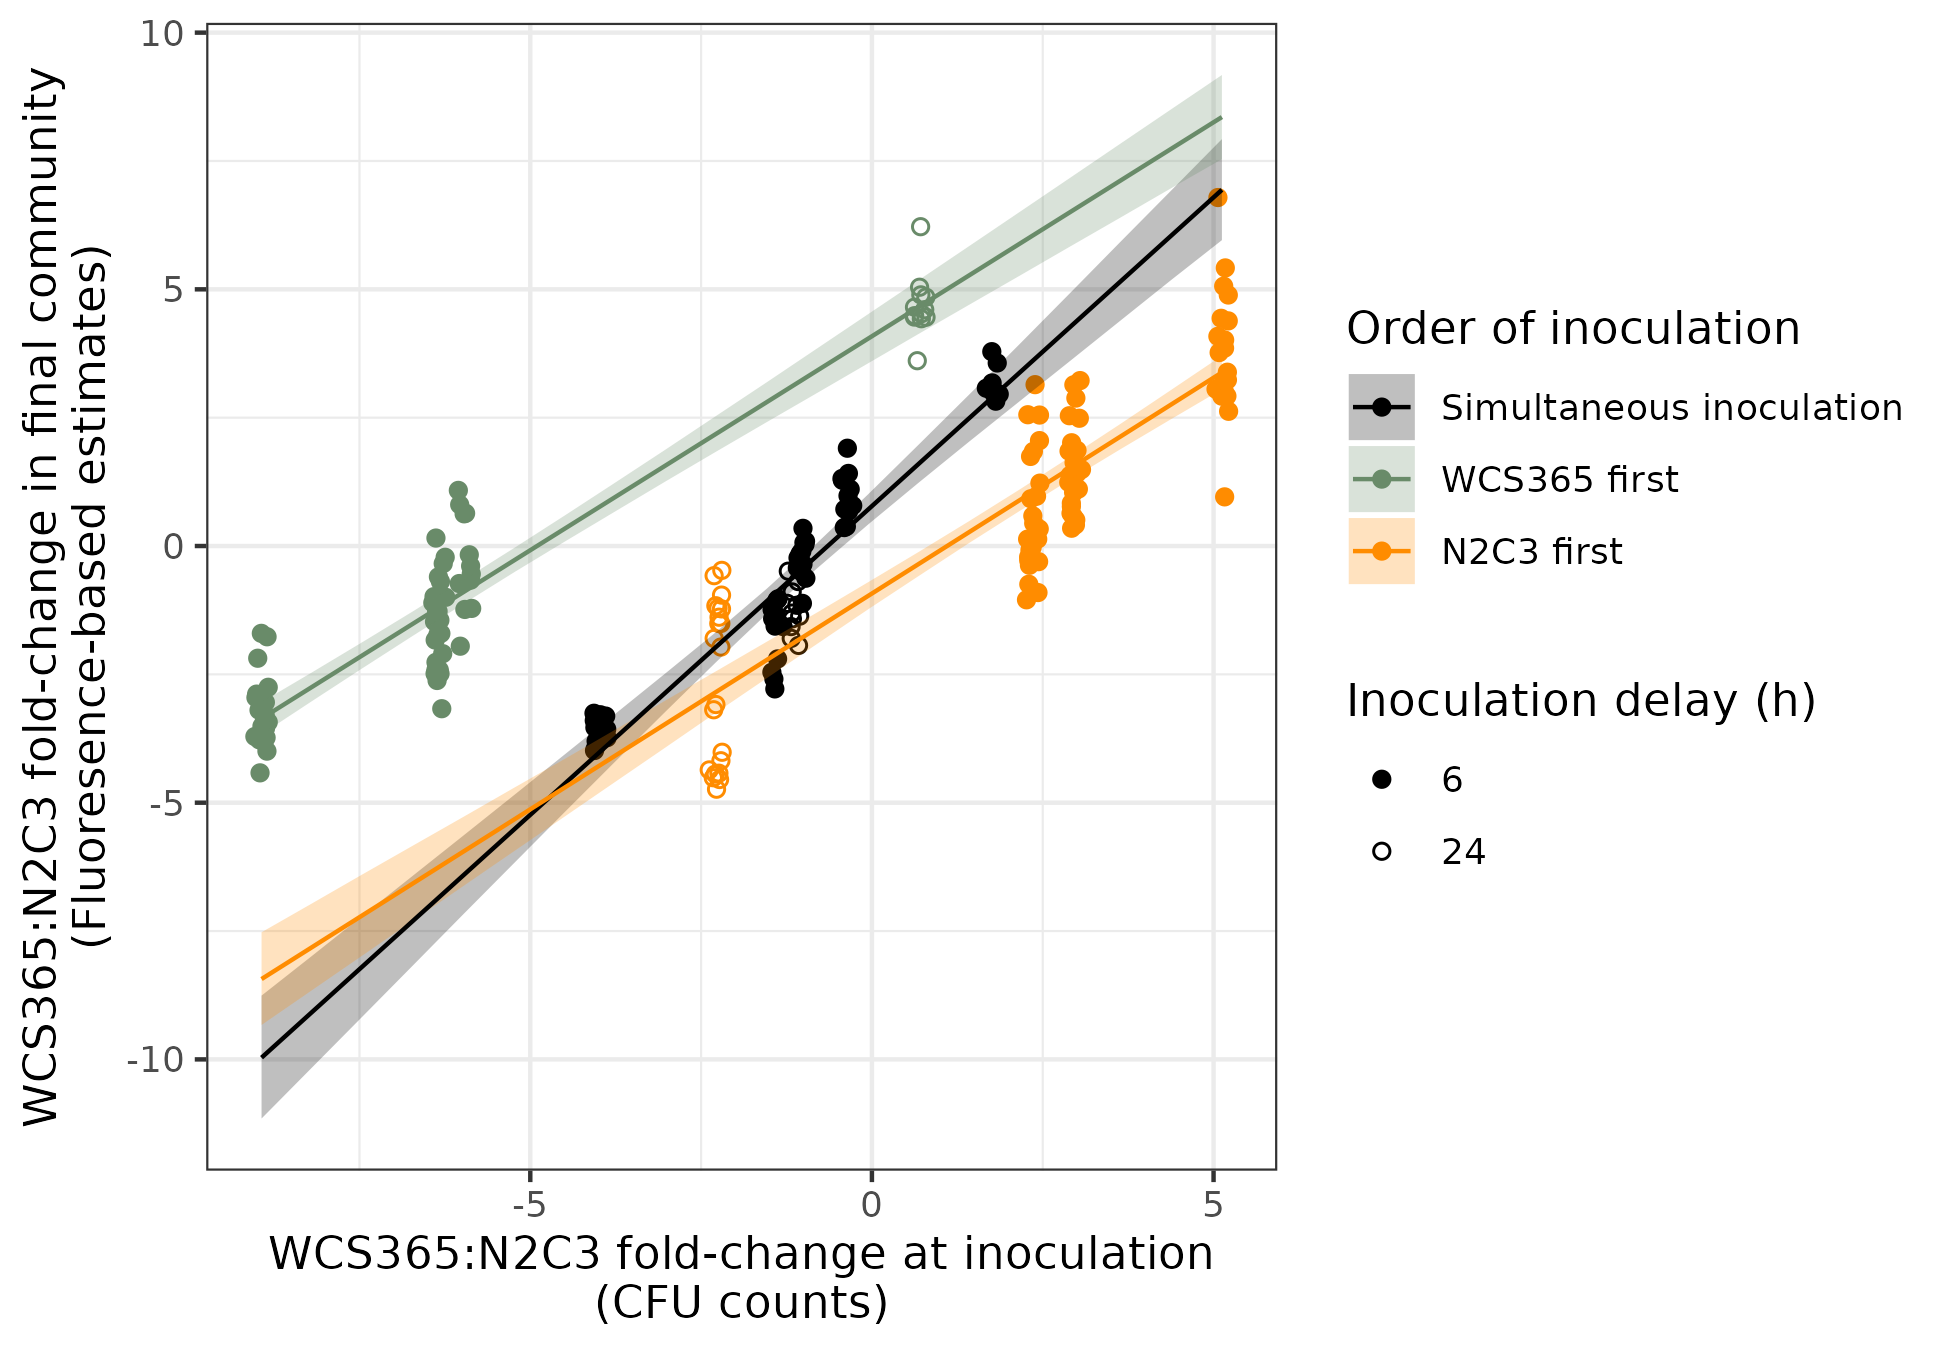 WCS365:N2C3 fold-change in final community
(Fluoresence-based estimates)
10
5
0
-5
-10
-5
0
5
WCS365:N2C3 fold-change at inoculation
(CFU counts)
Order of inoculation
Simultaneous inoculation
WCS365 first
N2C3 first
Inoculation delay (h)
6
24